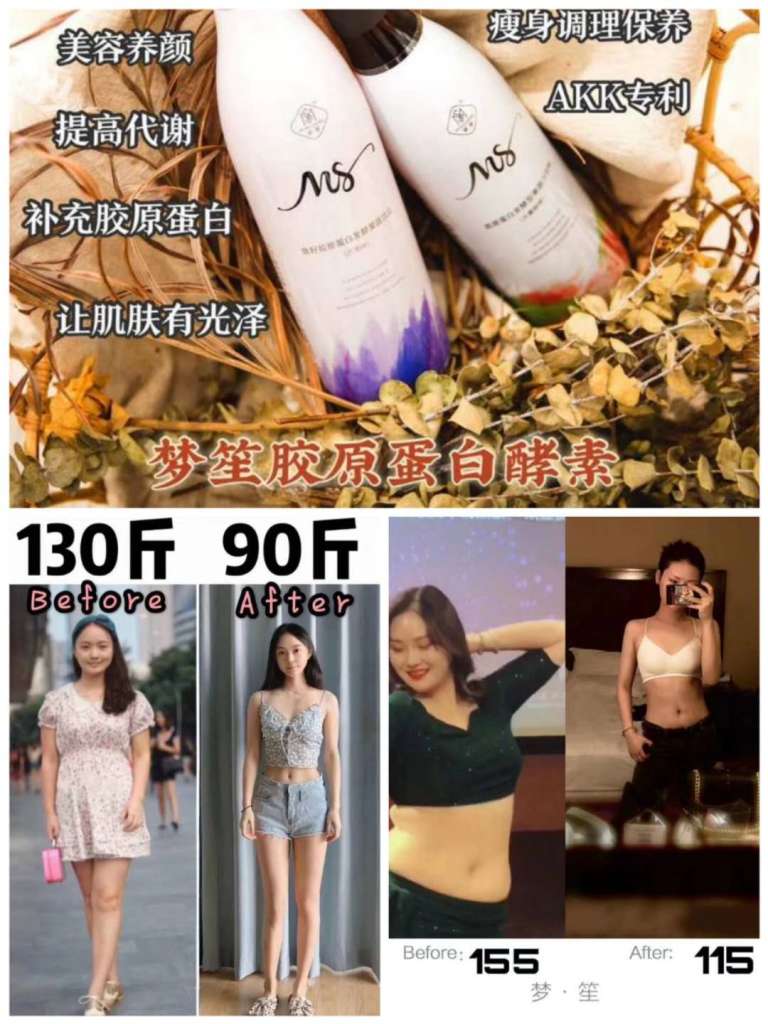 美容养颜
瘦身调理保养
提高代谢
AKK专利
补充胶原蛋白
让肌肤有光泽
ms
ms
梦笙胶原蛋白酵素
130斤
90斤
Before
After
Before:
155
After:
115
梦·笙